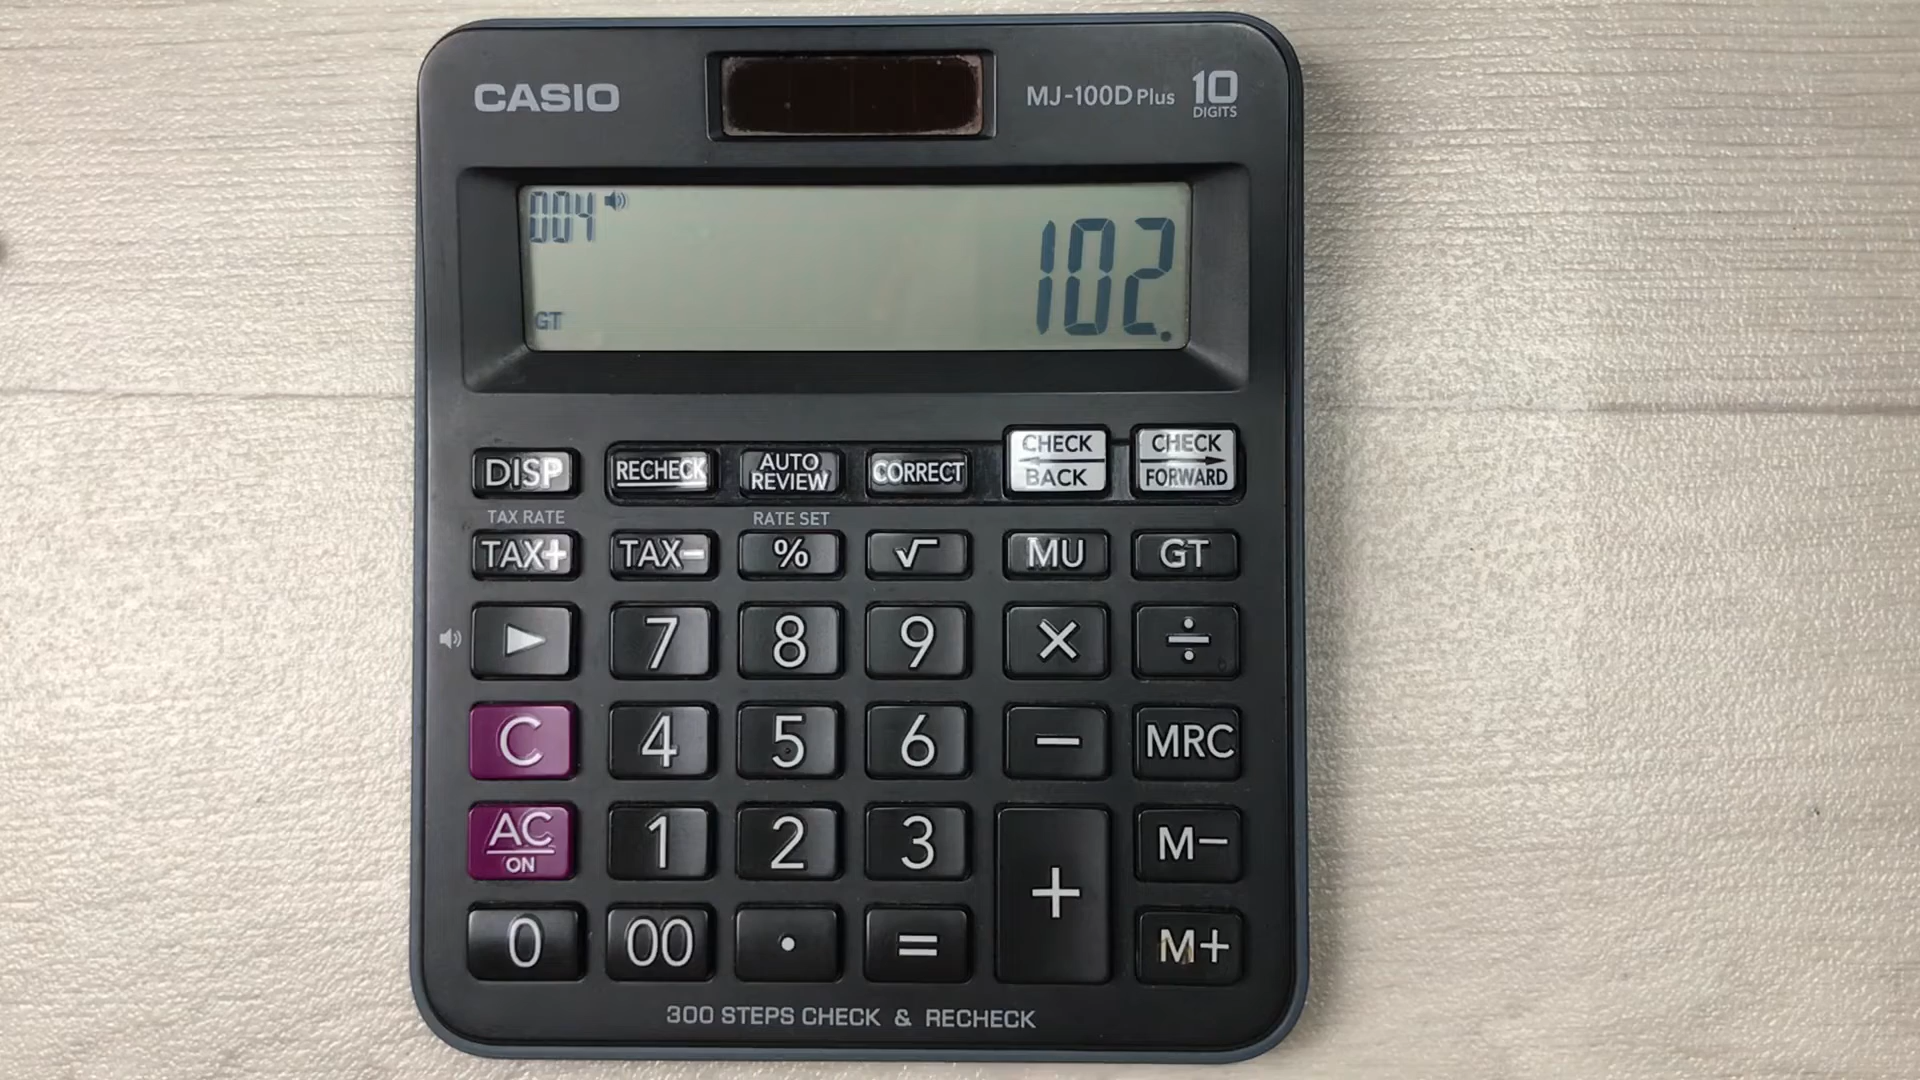 CASIO MJ-100D Plus 10 DIGITS
004
102.
GT
DISP RECHECK AUTO REVIEW CORRECT CHECK BACK CHECK FORWARD
TAX RATE RATE SET
TAX+ TAX− % √ MU GT
▶ 7 8 9 × ÷
C 4 5 6 − MRC
AC ON 1 2 3 + M−
0 00 · = M+
300 STEPS CHECK & RECHECK